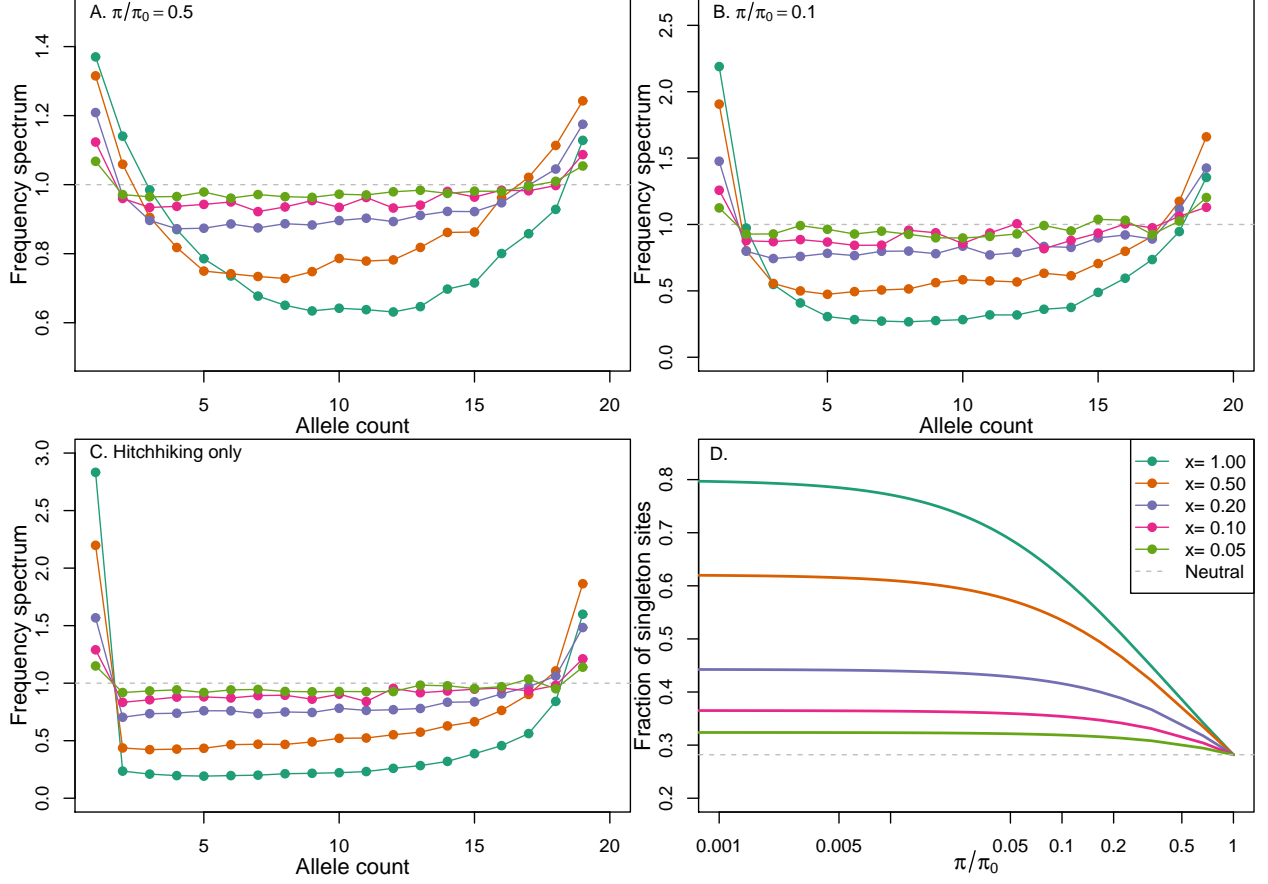 A. π/π0 = 0.5
Frequency spectrum
0.6 0.8 1.0 1.2 1.4
5 10 15 20
Allele count
B. π/π0 = 0.1
Frequency spectrum
0.0 0.5 1.0 1.5 2.0 2.5
5 10 15 20
Allele count
C. Hitchhiking only
Frequency spectrum
0.0 0.5 1.0 1.5 2.0 2.5 3.0
5 10 15 20
Allele count
D.
Fraction of singleton sites
0.2 0.3 0.4 0.5 0.6 0.7 0.8
0.001 0.005 0.05 0.1 0.2 0.5 1
π/π0
x= 1.00
x= 0.50
x= 0.20
x= 0.10
x= 0.05
Neutral